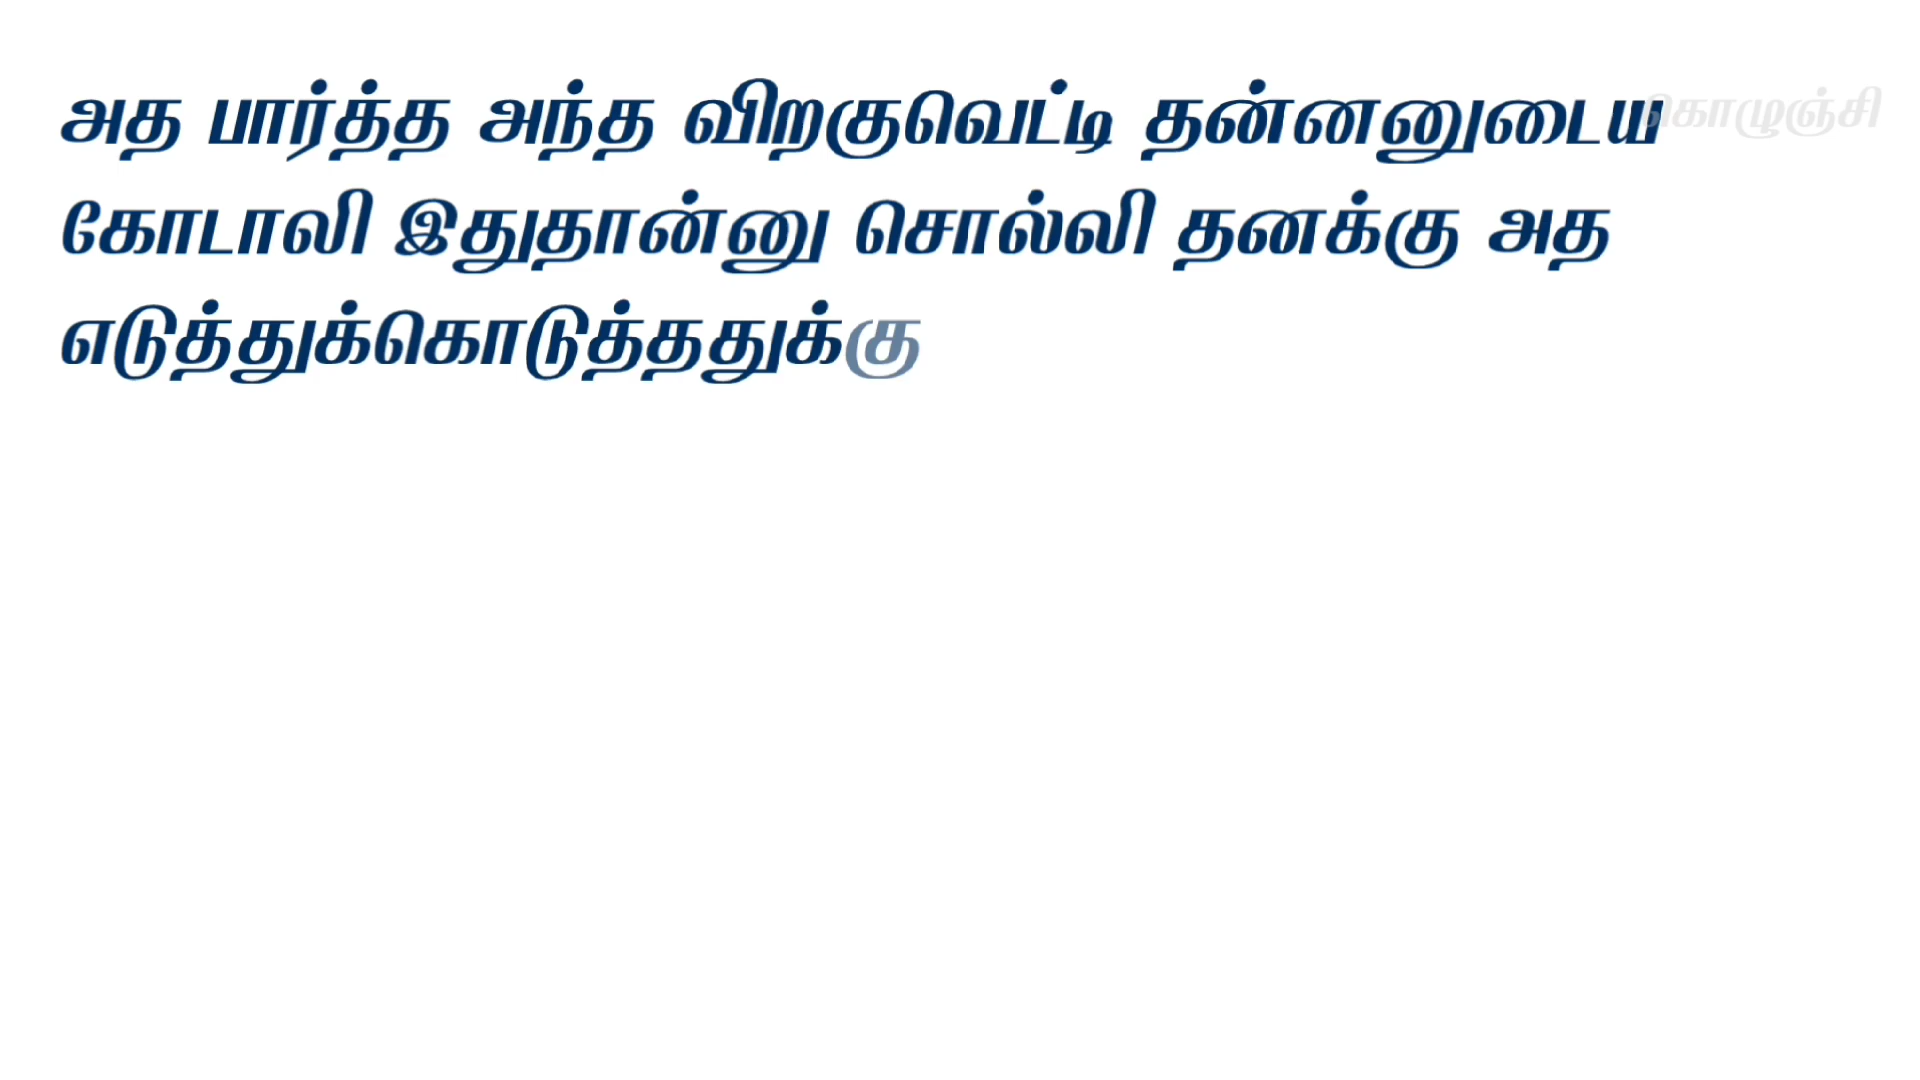 அத பார்த்த அந்த விறகுவெட்டி தன்னனுடைய
கொழுஞ்சி
கோடாலி இதுதான்னு சொல்லி தனக்கு அத
எடுத்துக்கொடுத்ததுக்கு